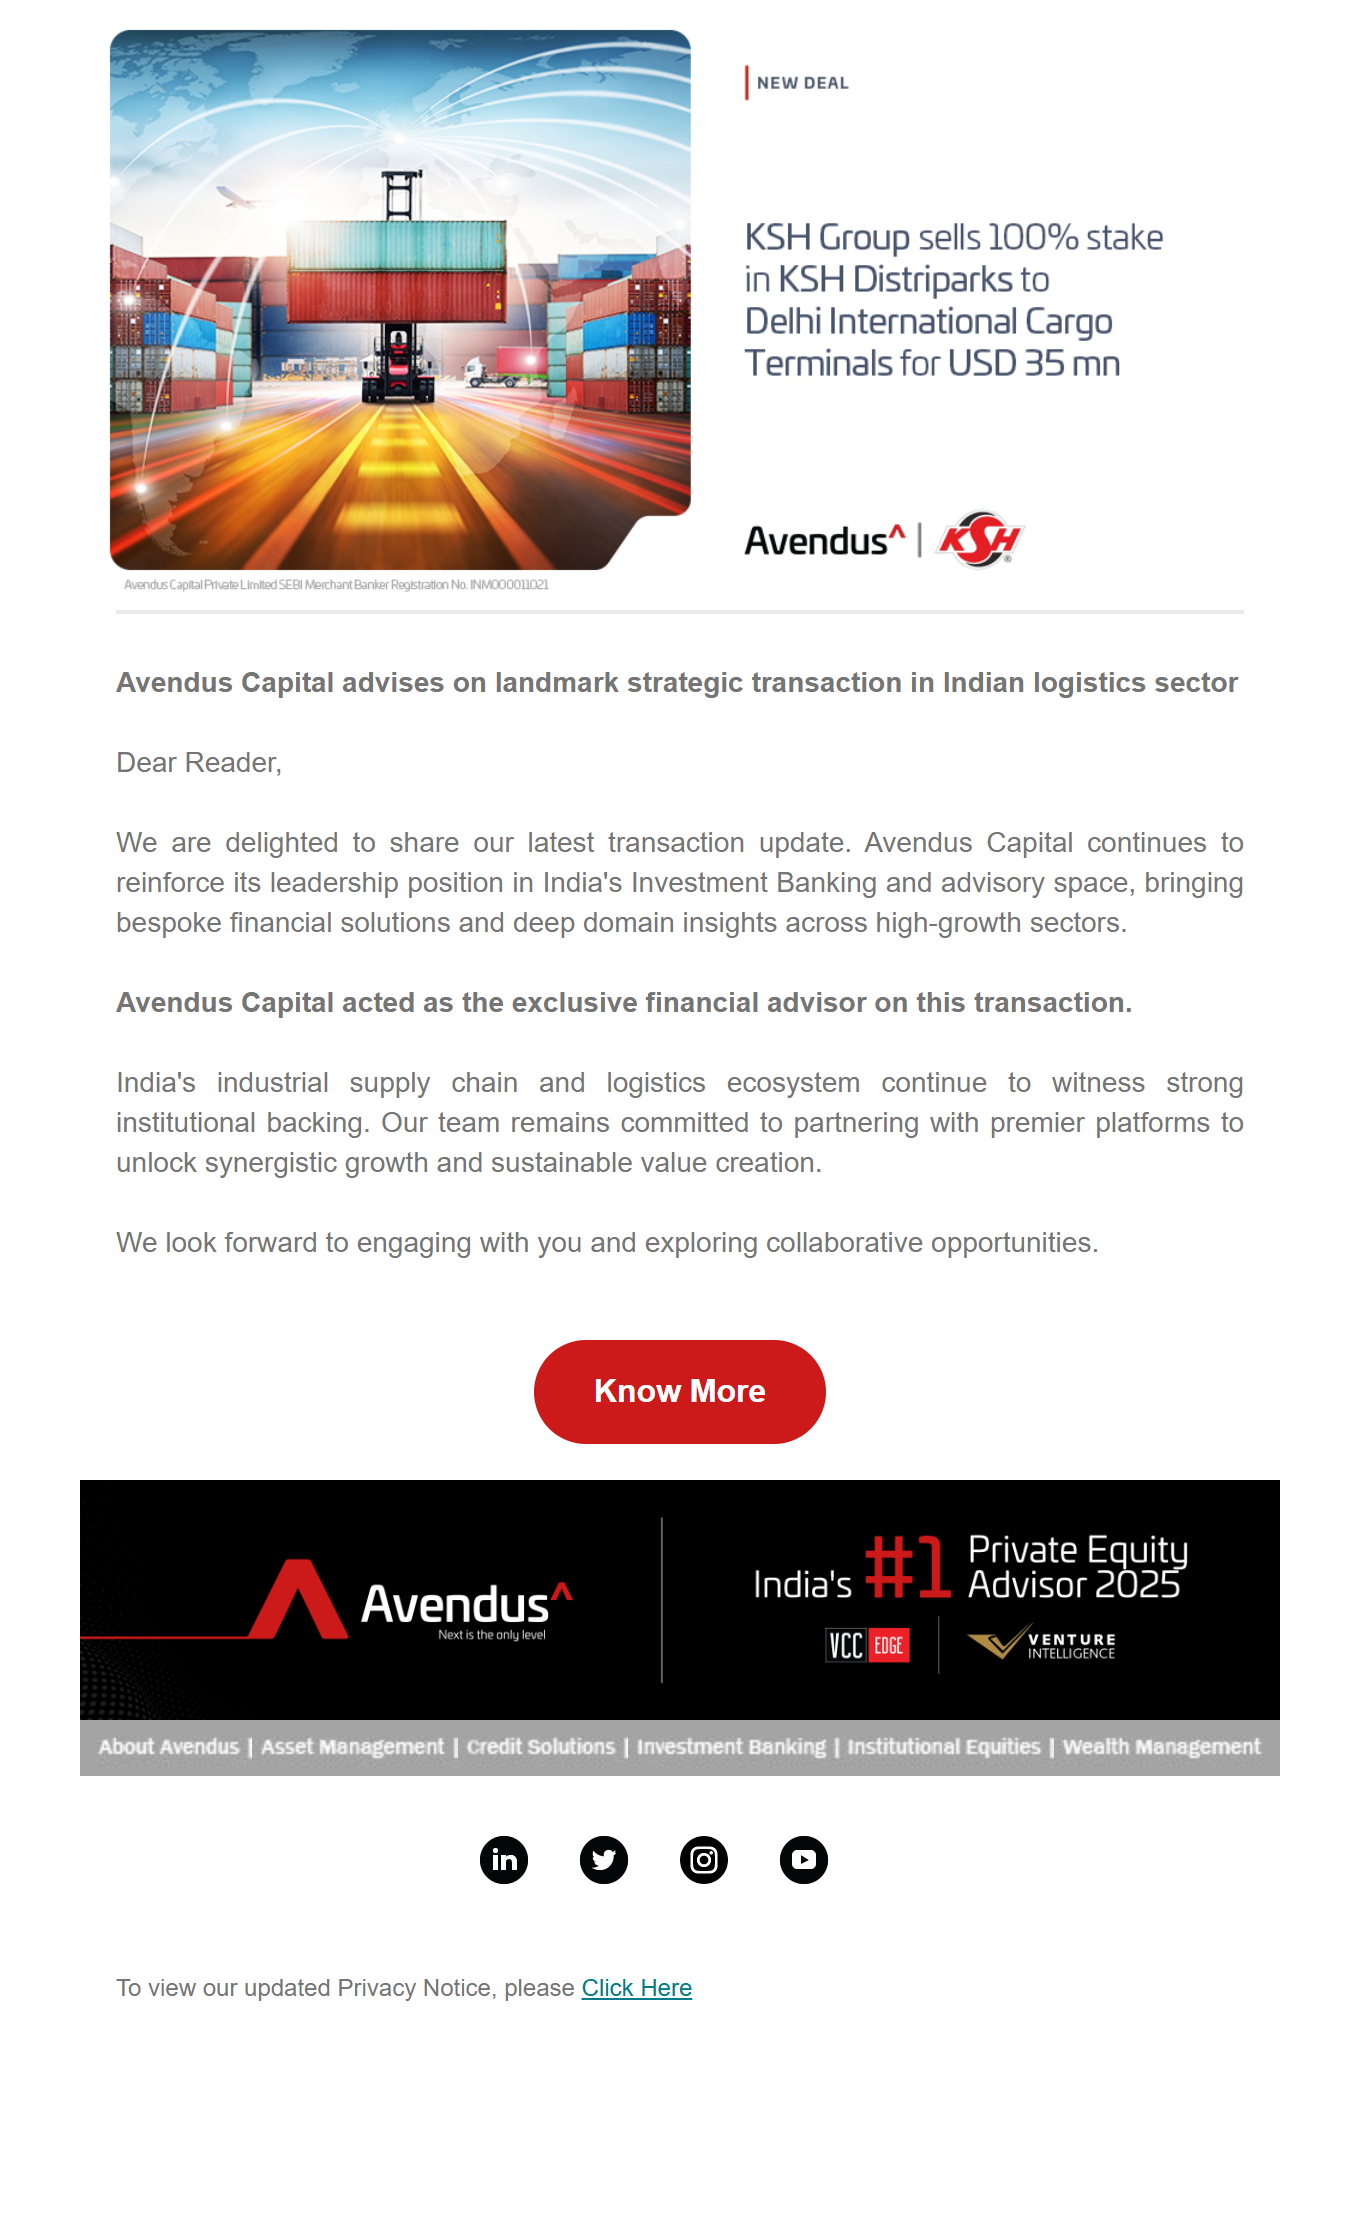 NEW DEAL
KSH Group sells 100% stake
in KSH Distriparks to
Delhi International Cargo
Terminals for USD 35 mn
Avendus^ | KSH ®
Avendus Capital Private Limited SEBI Merchant Banker Registration No. INM000011021
Avendus Capital advises on landmark strategic transaction in Indian logistics sector
Dear Reader,
We are delighted to share our latest transaction update. Avendus Capital continues to
reinforce its leadership position in India's Investment Banking and advisory space, bringing
bespoke financial solutions and deep domain insights across high-growth sectors.
Avendus Capital acted as the exclusive financial advisor on this transaction.
India's industrial supply chain and logistics ecosystem continue to witness strong
institutional backing. Our team remains committed to partnering with premier platforms to
unlock synergistic growth and sustainable value creation.
We look forward to engaging with you and exploring collaborative opportunities.
Know More
Avendus^
Next is the only level
India's #1 Private Equity
Advisor 2025
VCC EDGE
VENTURE
INTELLIGENCE
About Avendus | Asset Management | Credit Solutions | Investment Banking | Institutional Equities | Wealth Management
in
To view our updated Privacy Notice, please Click Here